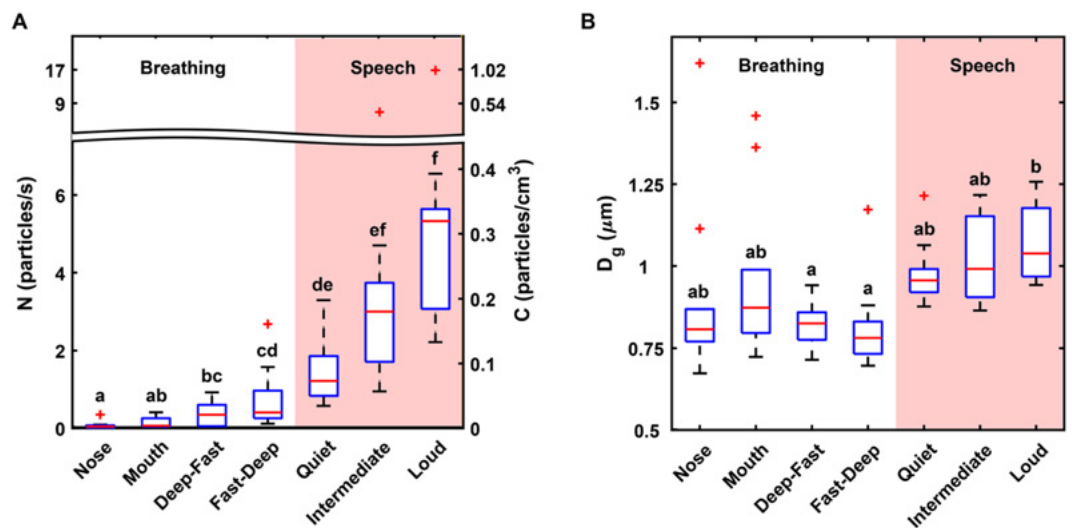 A
Breathing
Speech
17
9
6
4
2
0
N (particles/s)
1.02
0.54
0.4
0.3
0.2
0.1
0
C (particles/cm³)
a
ab
bc
cd
de
ef
f
Nose
Mouth
Deep-Fast
Fast-Deep
Quiet
Intermediate
Loud
B
Breathing
Speech
1.5
1.25
1
0.75
0.5
D_g (μm)
ab
ab
a
a
ab
ab
b
Nose
Mouth
Deep-Fast
Fast-Deep
Quiet
Intermediate
Loud